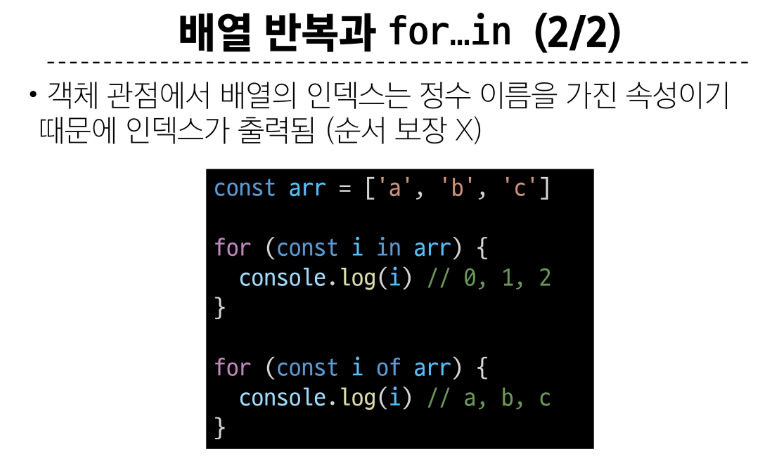 배열 반복과 for…in (2/2)
• 객체 관점에서 배열의 인덱스는 정수 이름을 가진 속성이기
때문에 인덱스가 출력됨 (순서 보장 X)
const arr = ['a', 'b', 'c']
for (const i in arr) {
  console.log(i) // 0, 1, 2
}
for (const i of arr) {
  console.log(i) // a, b, c
}